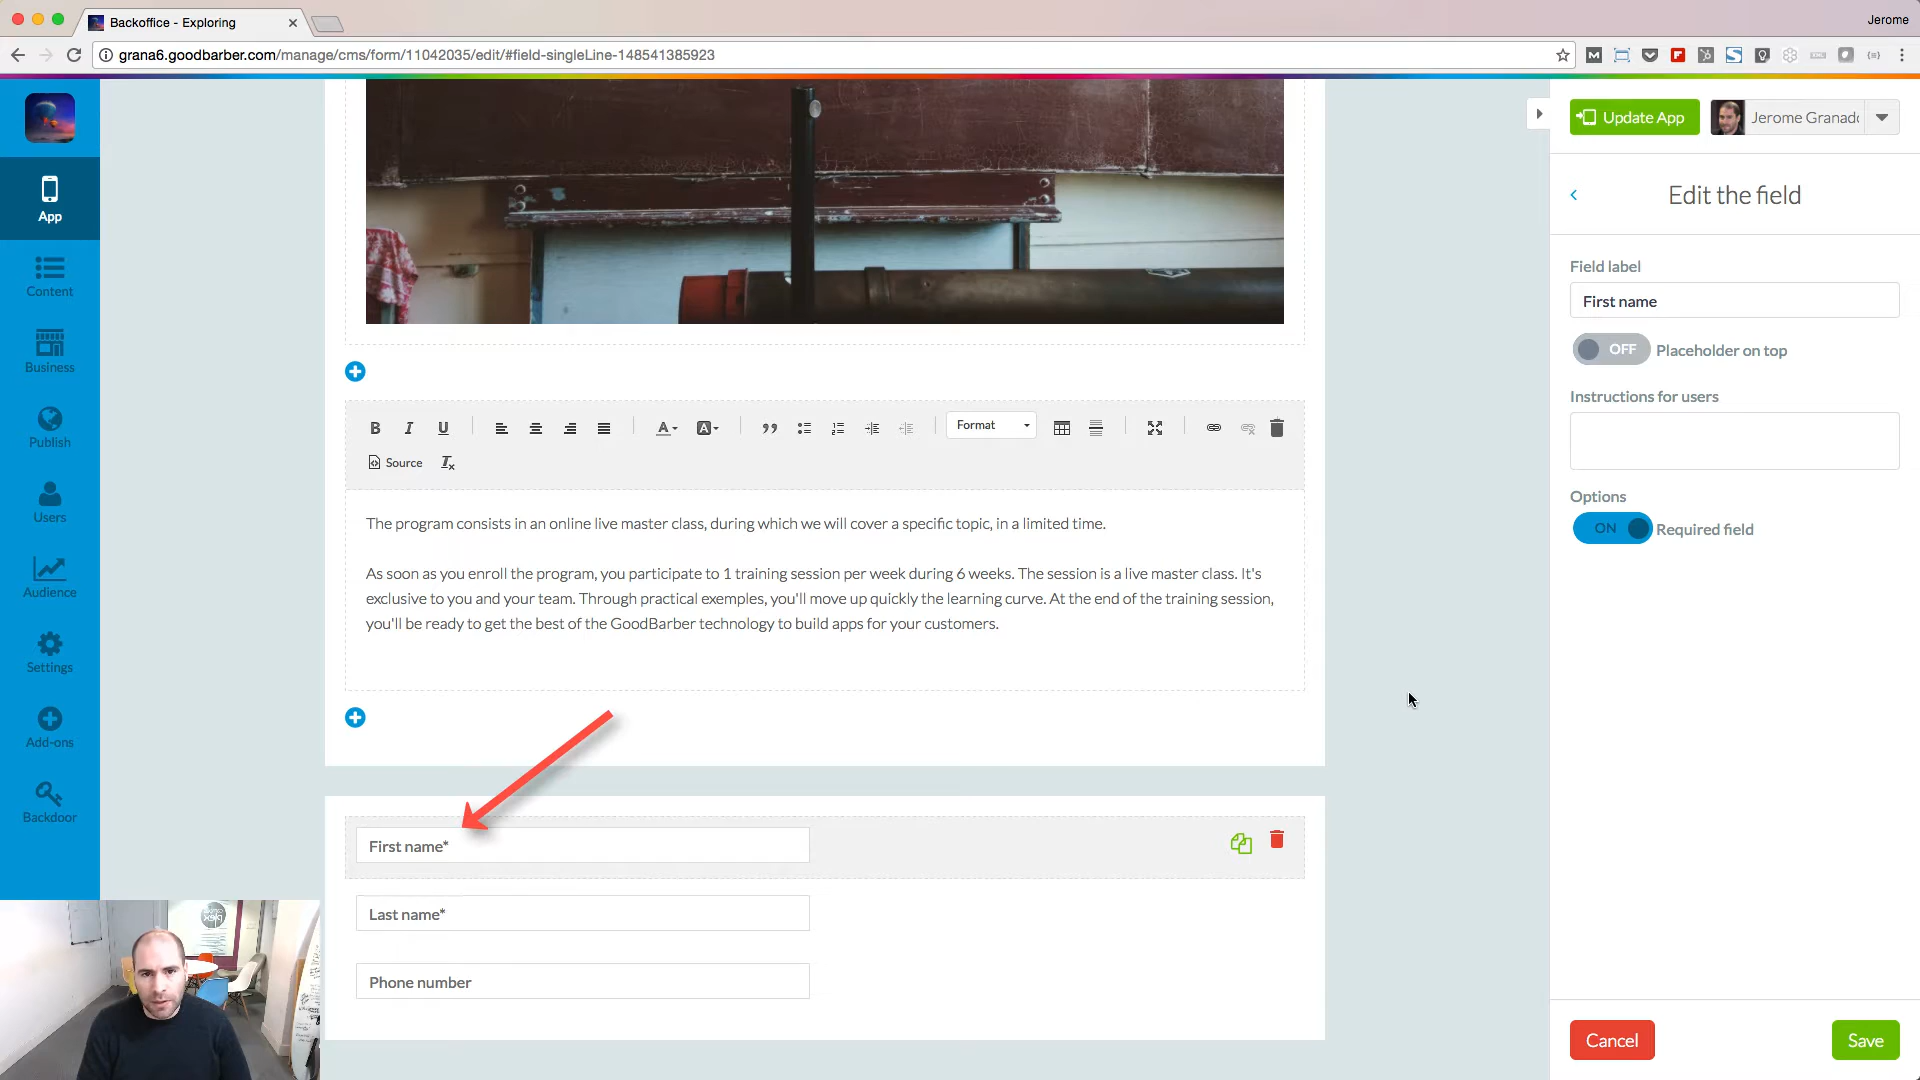 Backoffice - Exploring
Jerome
grana6.goodbarber.com/manage/cms/form/11042035/edit/#field-singleLine-148541385923
App
Content
Business
Publish
Users
Audience
Settings
Add-ons
Backdoor
Format
Source
The program consists in an online live master class, during which we will cover a specific topic, in a limited time.
As soon as you enroll the program, you participate to 1 training session per week during 6 weeks. The session is a live master class. It's
exclusive to you and your team. Through practical exemples, you'll move up quickly the learning curve. At the end of the training session,
you'll be ready to get the best of the GoodBarber technology to build apps for your customers.
First name*
Last name*
Phone number
Update App
Jerome Granado
Edit the field
Field label
First name
OFF Placeholder on top
Instructions for users
Options
ON Required field
Cancel
Save